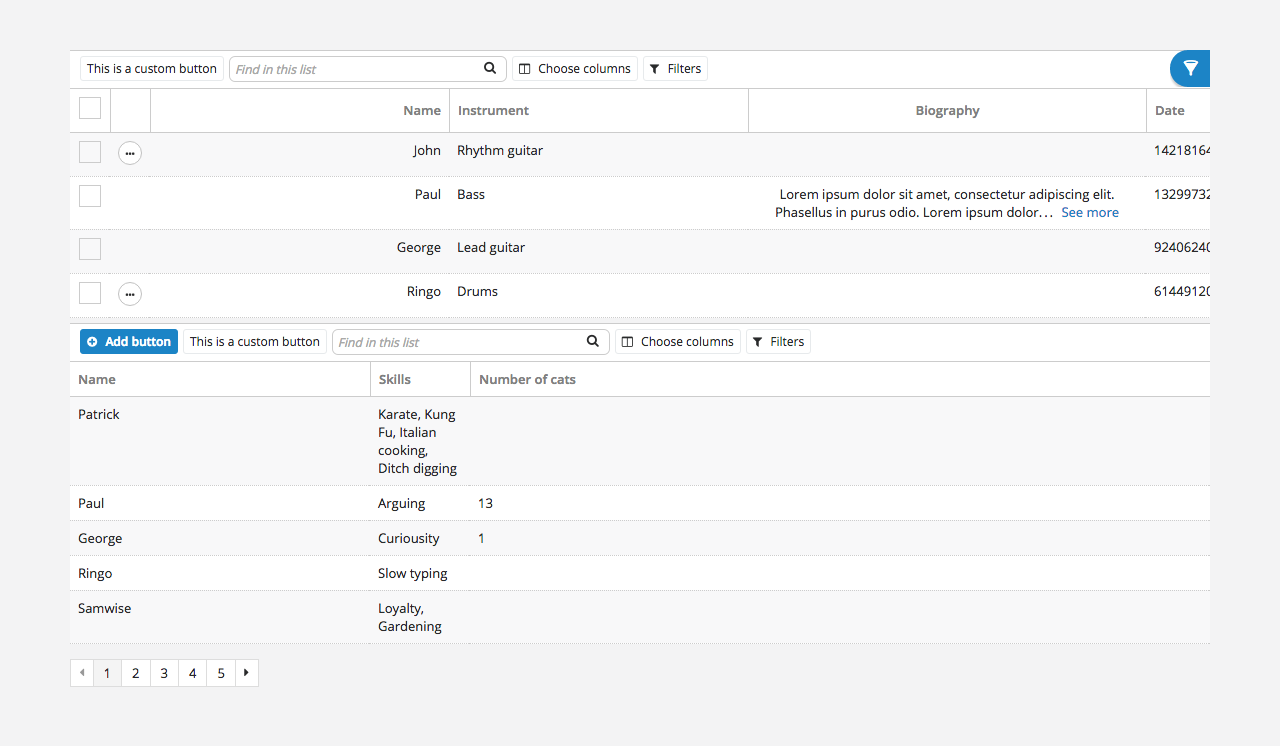 This is a custom button Find in this list Choose columns Filters
Name Instrument Biography Date
John Rhythm guitar 14218164
Paul Bass Lorem ipsum dolor sit amet, consectetur adipiscing elit. 13299732
Phasellus in purus odio. Lorem ipsum dolor... See more
George Lead guitar 92406240
Ringo Drums 61449120
Add button This is a custom button Find in this list Choose columns Filters
Name Skills Number of cats
Patrick Karate, Kung
Fu, Italian
cooking,
Ditch digging
Paul Arguing 13
George Curiousity 1
Ringo Slow typing
Samwise Loyalty,
Gardening
1 2 3 4 5